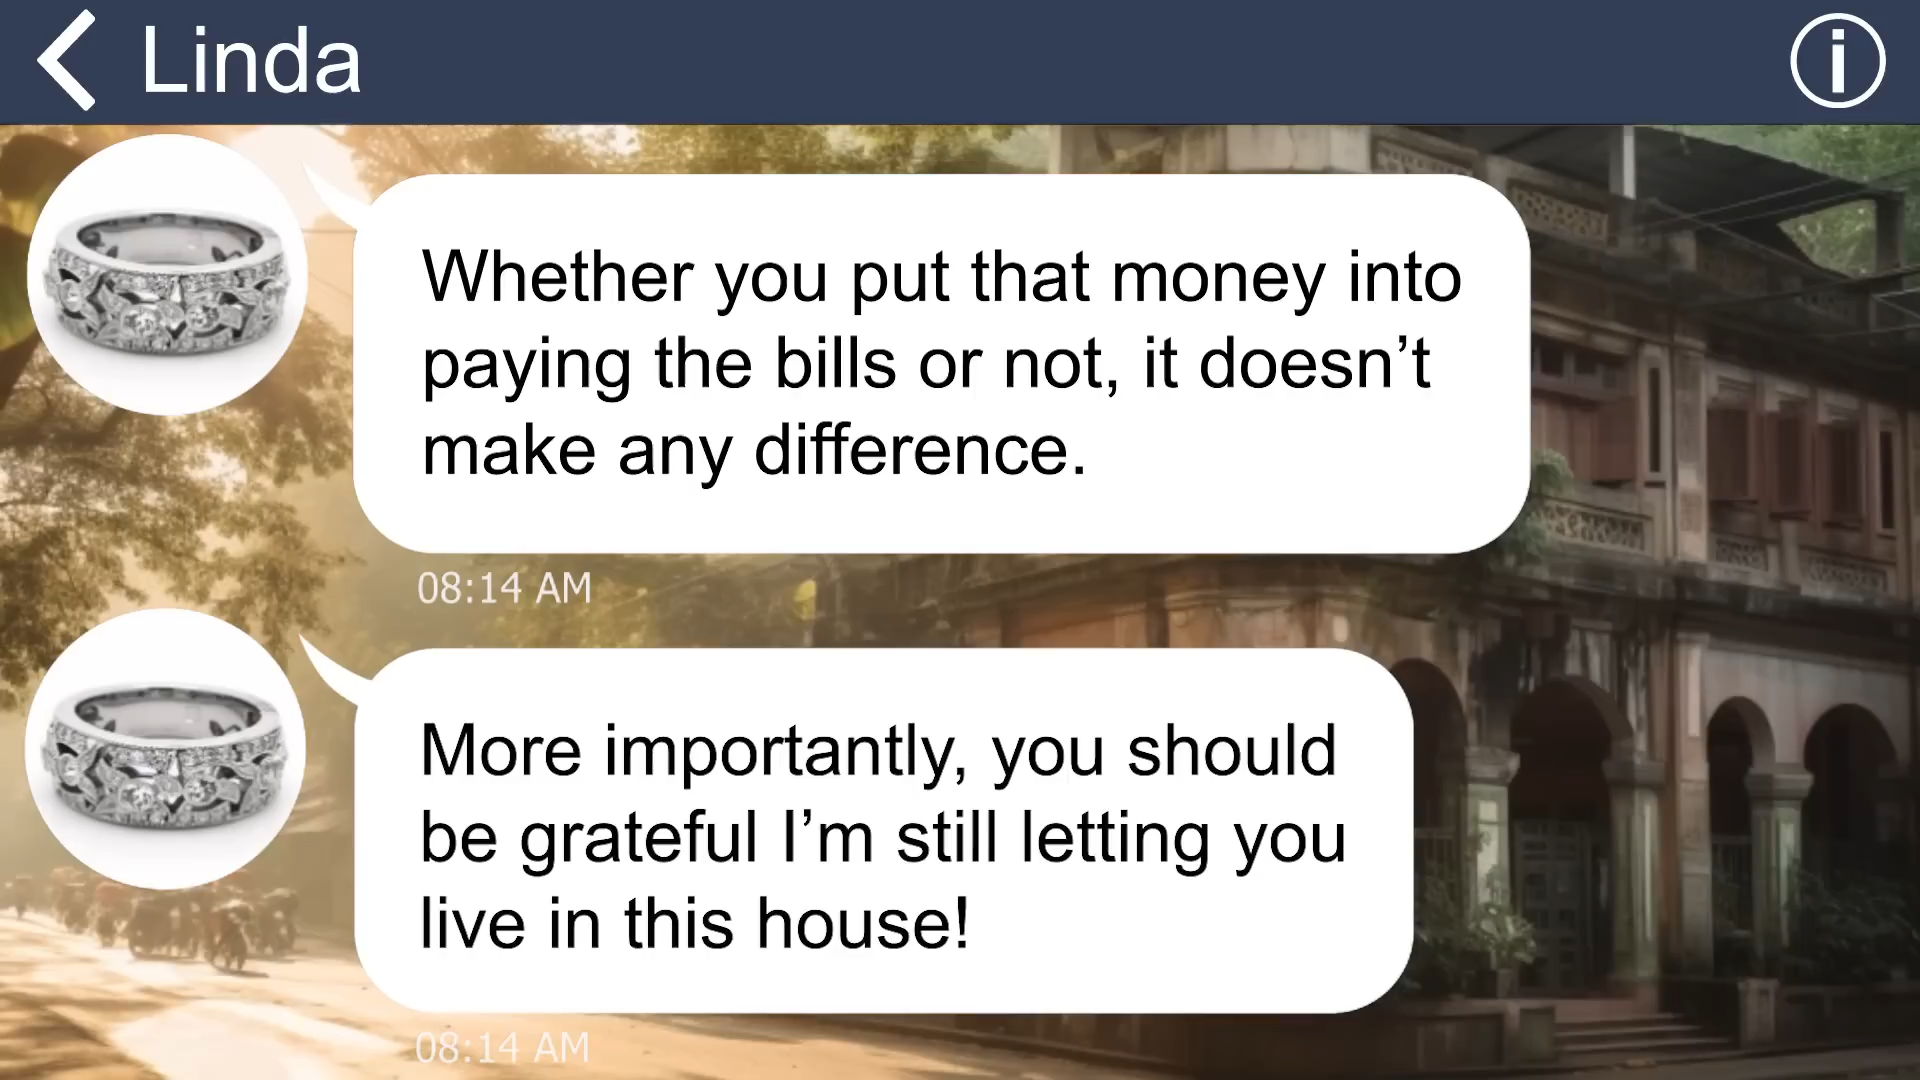 Linda
Whether you put that money into
paying the bills or not, it doesn’t
make any difference.
08:14 AM
More importantly, you should
be grateful I’m still letting you
live in this house!
08:14 AM